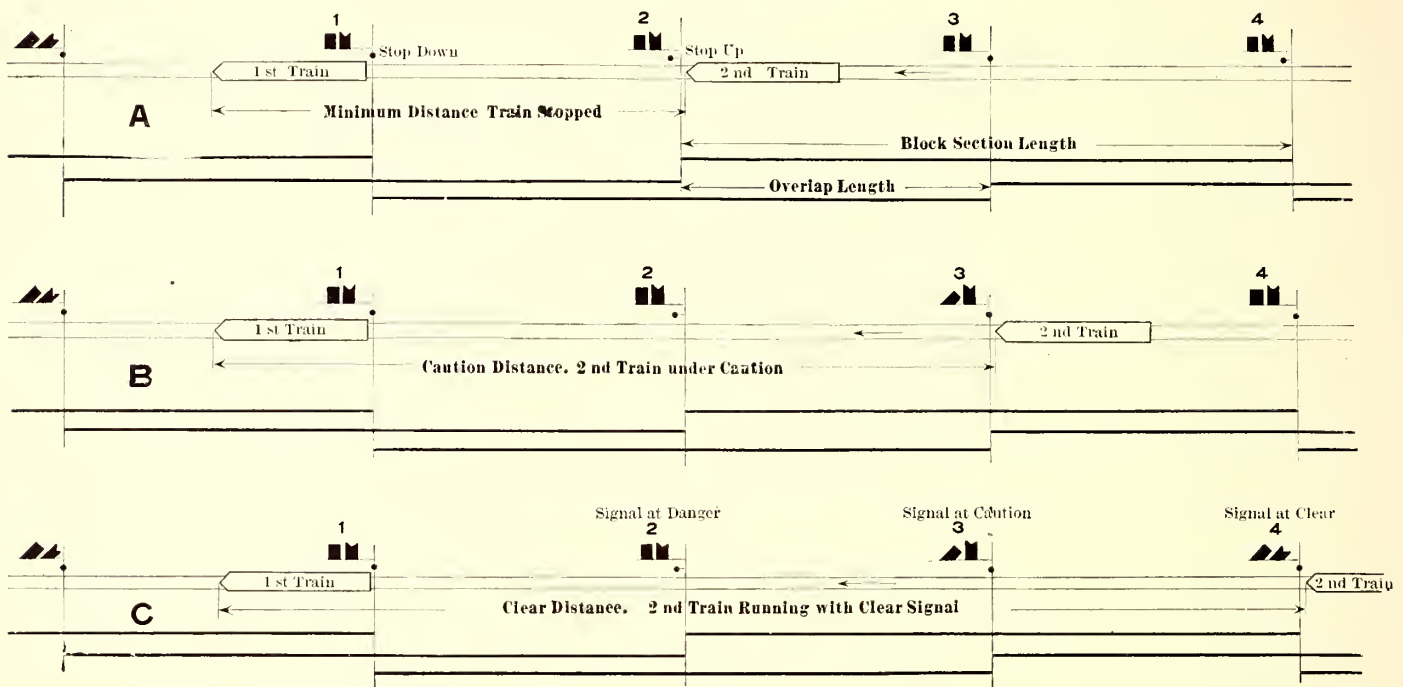 1 2 3 4
Stop Down Stop Up
1 st Train 2 nd Train
A Minimum Distance Train Stopped
Block Section Length
Overlap Length
1 2 3 4
1 st Train 2 nd Train
B Caution Distance. 2 nd Train under Caution
Signal at Danger Signal at Caution Signal at Clear
1 2 3 4
1 st Train 2 nd Train
C Clear Distance. 2 nd Train Running with Clear Signal